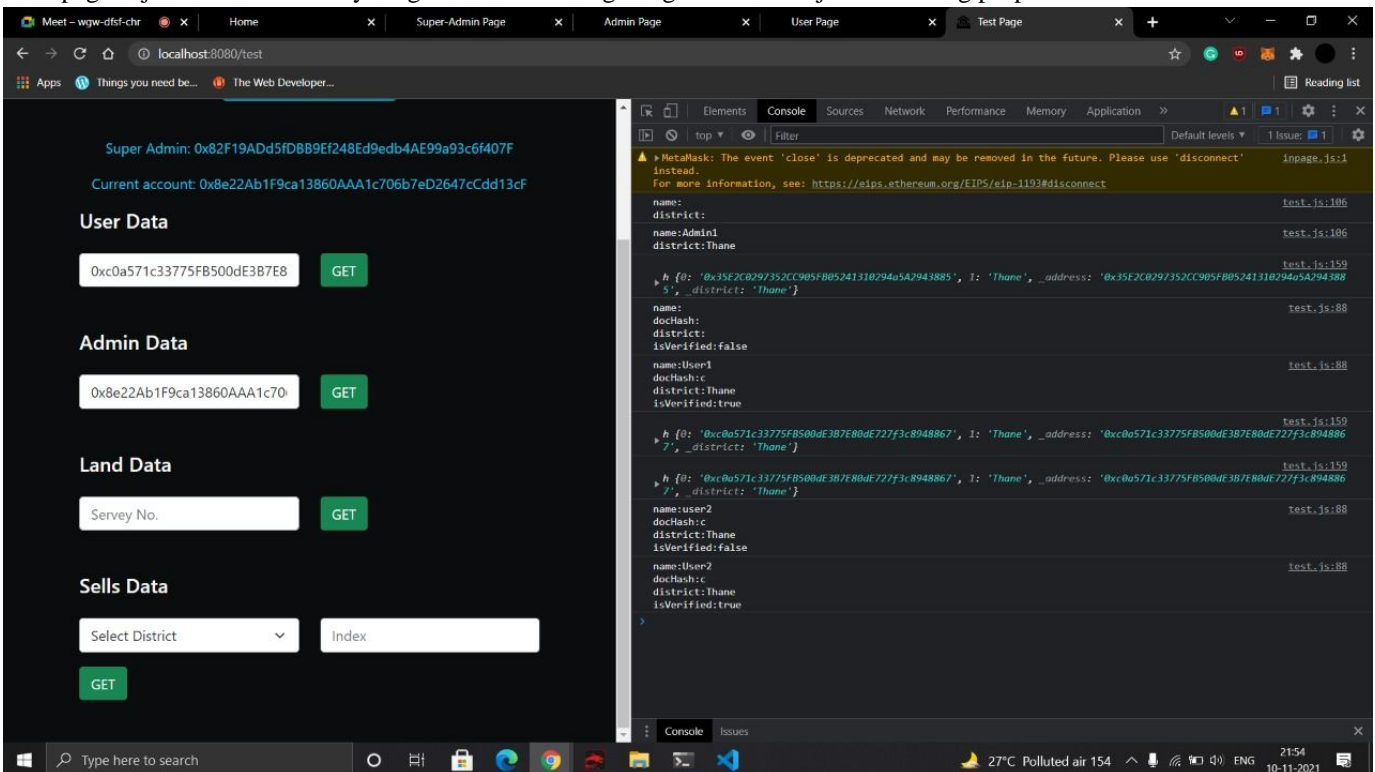 Meet – wgw-dfsf-chr
Home
Super-Admin Page
Admin Page
User Page
Test Page
localhost:8080/test
Apps
Things you need be...
The Web Developer...
Reading list
Super Admin: 0x82F19ADd5fDBB9Ef248Ed9edb4AE99a93c6f407F
Current account: 0x8e22Ab1F9ca13860AAA1c706b7eD2647cCdd13cF
User Data
0xc0a571c33775FB500dE3B7E8
GET
Admin Data
0x8e22Ab1F9ca13860AAA1c70
GET
Land Data
Servey No.
GET
Sells Data
Select District
Index
GET
Elements Console Sources Network Performance Memory Application » 1 1
top Filter Default levels 1 Issue: 1
MetaMask: The event 'close' is deprecated and may be removed in the future. Please use 'disconnect' inpage.js:1
instead.
For more information, see: https://eips.ethereum.org/EIPS/eip-1193#disconnect
name: test.js:106
district:
name:Admin1 test.js:106
district:Thane
test.js:159
h {0: '0x35E2C0297352CC905FB05241310294a5A2943885', 1: 'Thane', _address: '0x35E2C0297352CC905FB05241310294a5A294388
5', _district: 'Thane'}
name: test.js:88
docHash:
district:
isVerified:false
name:User1 test.js:88
docHash:c
district:Thane
isVerified:true
test.js:159
h {0: '0xc0a571c33775FB500dE3B7E80dE727f3c8948867', 1: 'Thane', _address: '0xc0a571c33775FB500dE3B7E80dE727f3c894886
7', _district: 'Thane'}
test.js:159
h {0: '0xc0a571c33775FB500dE3B7E80dE727f3c8948867', 1: 'Thane', _address: '0xc0a571c33775FB500dE3B7E80dE727f3c894886
7', _district: 'Thane'}
name:user2 test.js:88
docHash:c
district:Thane
isVerified:false
name:User2 test.js:88
docHash:c
district:Thane
isVerified:true
Console Issues
Type here to search
27°C Polluted air 154
ENG
21:54
10-11-2021